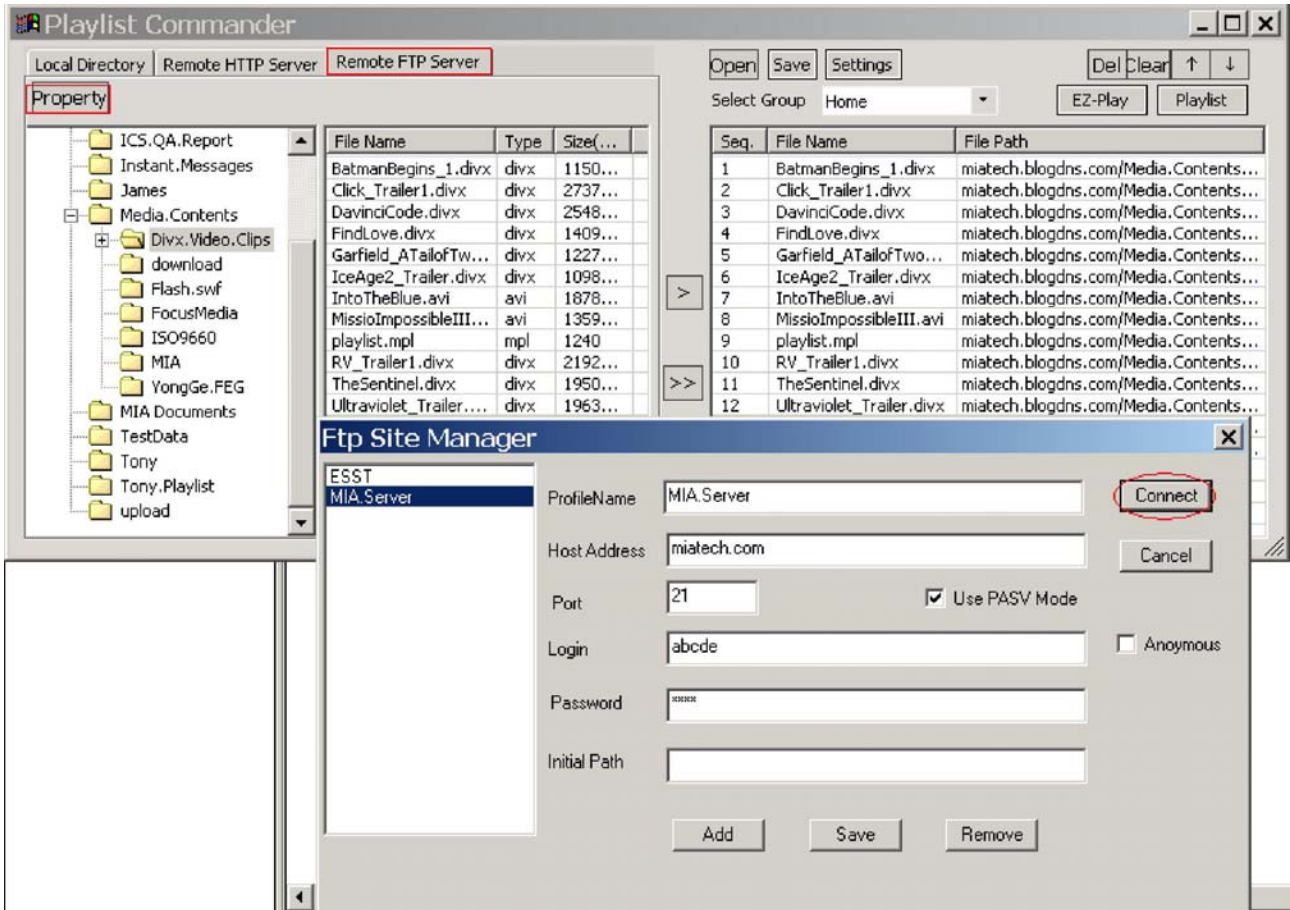 Playlist Commander
Local Directory Remote HTTP Server Remote FTP Server
Property
ICS.QA.Report
Instant.Messages
James
Media.Contents
Divx.Video.Clips
download
Flash.swf
FocusMedia
ISO9660
MIA
YongGe.FEG
MIA Documents
TestData
Tony
Tony.Playlist
upload
File Name Type Size(...
BatmanBegins_1.divx divx 1150...
Click_Trailer1.divx divx 2737...
DavinciCode.divx divx 2548...
FindLove.divx divx 1409...
Garfield_ATailofTw... divx 1227...
IceAge2_Trailer.divx divx 1098...
IntoTheBlue.avi avi 1878...
MissioImpossibleIII... avi 1359...
playlist.mpl mpl 1240
RV_Trailer1.divx divx 2192...
TheSentinel.divx divx 1950...
Ultraviolet_Trailer.... divx 1963...
>
>>
Open Save Settings Del Clear ↑ ↓
Select Group Home EZ-Play Playlist
Seq. File Name File Path
1 BatmanBegins_1.divx miatech.blogdns.com/Media.Contents...
2 Click_Trailer1.divx miatech.blogdns.com/Media.Contents...
3 DavinciCode.divx miatech.blogdns.com/Media.Contents...
4 FindLove.divx miatech.blogdns.com/Media.Contents...
5 Garfield_ATailofTwo... miatech.blogdns.com/Media.Contents...
6 IceAge2_Trailer.divx miatech.blogdns.com/Media.Contents...
7 IntoTheBlue.avi miatech.blogdns.com/Media.Contents...
8 MissioImpossibleIII.avi miatech.blogdns.com/Media.Contents...
9 playlist.mpl miatech.blogdns.com/Media.Contents...
10 RV_Trailer1.divx miatech.blogdns.com/Media.Contents...
11 TheSentinel.divx miatech.blogdns.com/Media.Contents...
12 Ultraviolet_Trailer.divx miatech.blogdns.com/Media.Contents...
Ftp Site Manager
ESST
MIA.Server
ProfileName MIA.Server Connect
Host Address miatech.com Cancel
Port 21 Use PASV Mode
Login abcde Anoymous
Password ****
Initial Path
Add Save Remove